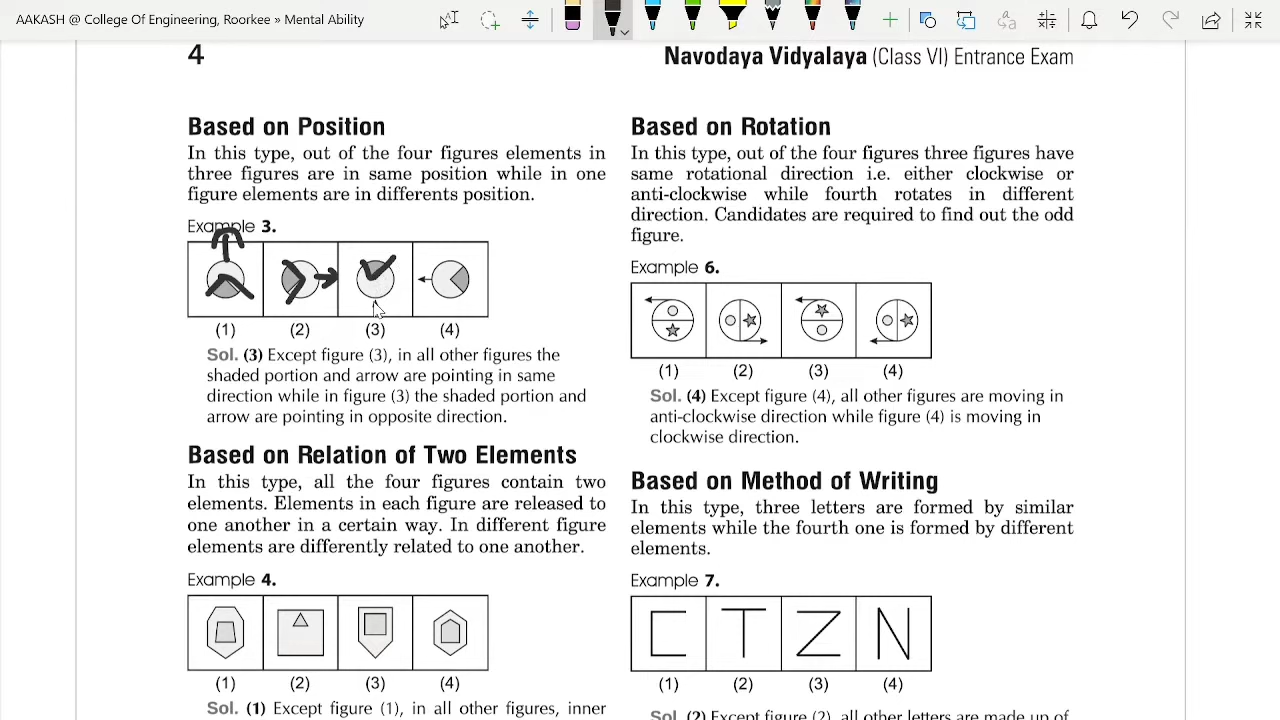 AAKASH @ College Of Engineering, Roorkee » Mental Ability
4
Navodaya Vidyalaya (Class VI) Entrance Exam
Based on Position
In this type, out of the four figures elements in
three figures are in same position while in one
figure elements are in differents position.
Example 3.
(1) (2) (3) (4)
Sol. (3) Except figure (3), in all other figures the
shaded portion and arrow are pointing in same
direction while in figure (3) the shaded portion and
arrow are pointing in opposite direction.
Based on Relation of Two Elements
In this type, all the four figures contain two
elements. Elements in each figure are released to
one another in a certain way. In different figure
elements are differently related to one another.
Example 4.
(1) (2) (3) (4)
Sol. (1) Except figure (1), in all other figures, inner
Based on Rotation
In this type, out of the four figures three figures have
same rotational direction i.e. either clockwise or
anti-clockwise while fourth rotates in different
direction. Candidates are required to find out the odd
figure.
Example 6.
(1) (2) (3) (4)
Sol. (4) Except figure (4), all other figures are moving in
anti-clockwise direction while figure (4) is moving in
clockwise direction.
Based on Method of Writing
In this type, three letters are formed by similar
elements while the fourth one is formed by different
elements.
Example 7.
C T Z N
(1) (2) (3) (4)
Sol. (2) Except figure (2), all other letters are made up of